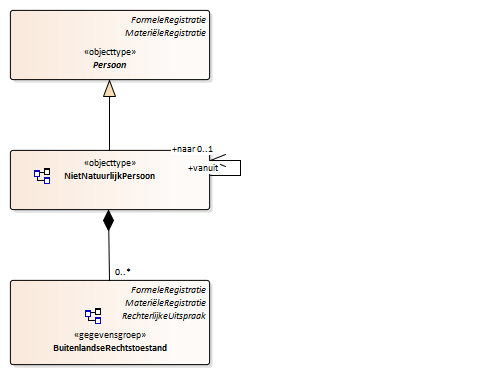 FormeleRegistratie
MateriëleRegistratie
«objecttype»
Persoon
+naar 0..1
«objecttype»
+vanuit
NietNatuurlijkPersoon
0..*
FormeleRegistratie
MateriëleRegistratie
RechterlijkeUitspraak
«gegevensgroep»
BuitenlandseRechtstoestand